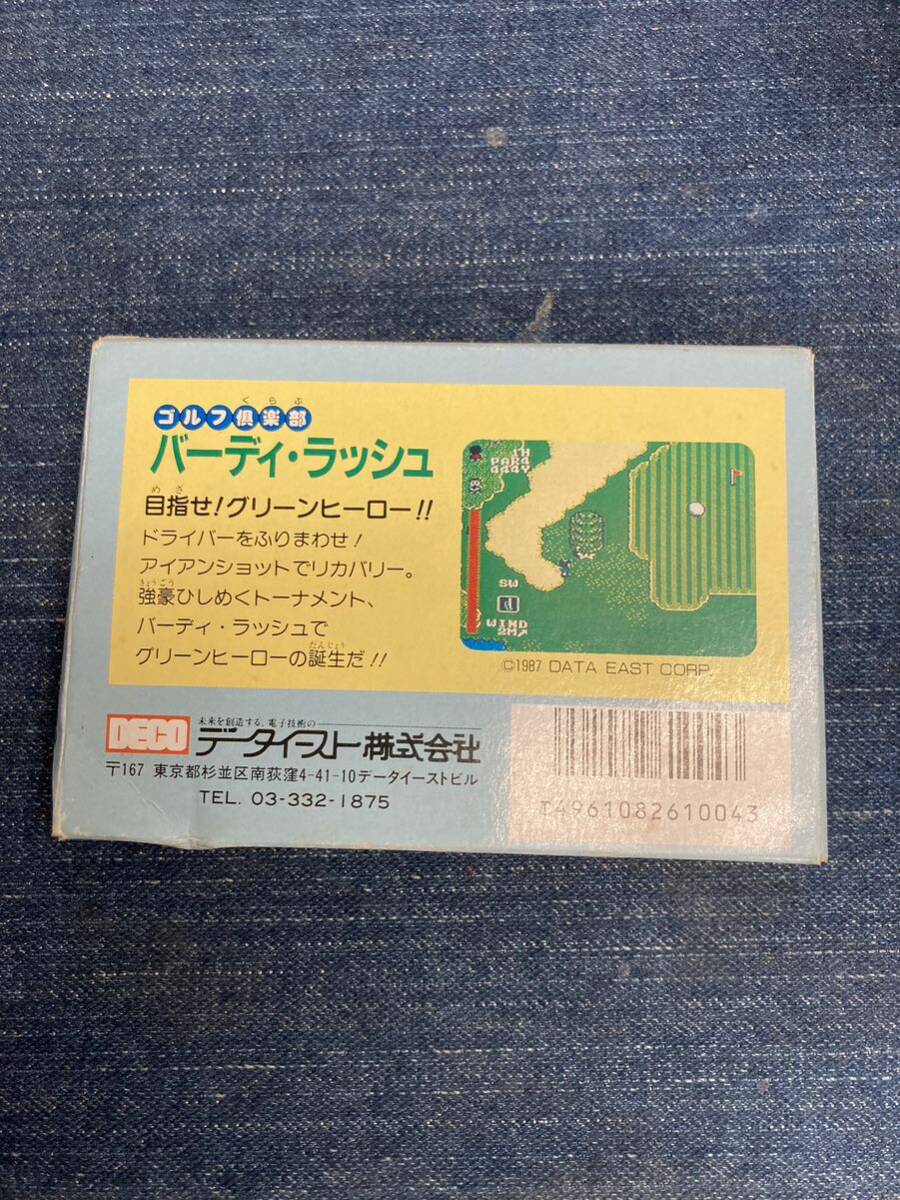 くらぶ
ゴルフ倶楽部
バーディ・ラッシュ
めざ
目指せ!グリーンヒーロー!!
ドライバーをふりまわせ!
アイアンショットでリカバリー。
きょうごう
強豪ひしめくトーナメント、
バーディ・ラッシュで
たんじょう
グリーンヒーローの誕生だ!!
1H
PAR4
444Y
SW
WIND
2M↗
©1987 DATA EAST CORP.
DECO
未来を創造する、電子技術の
データイースト株式会社
〒167 東京都杉並区南荻窪4-41-10データイーストビル
TEL. 03-332-1875
T4961082610043